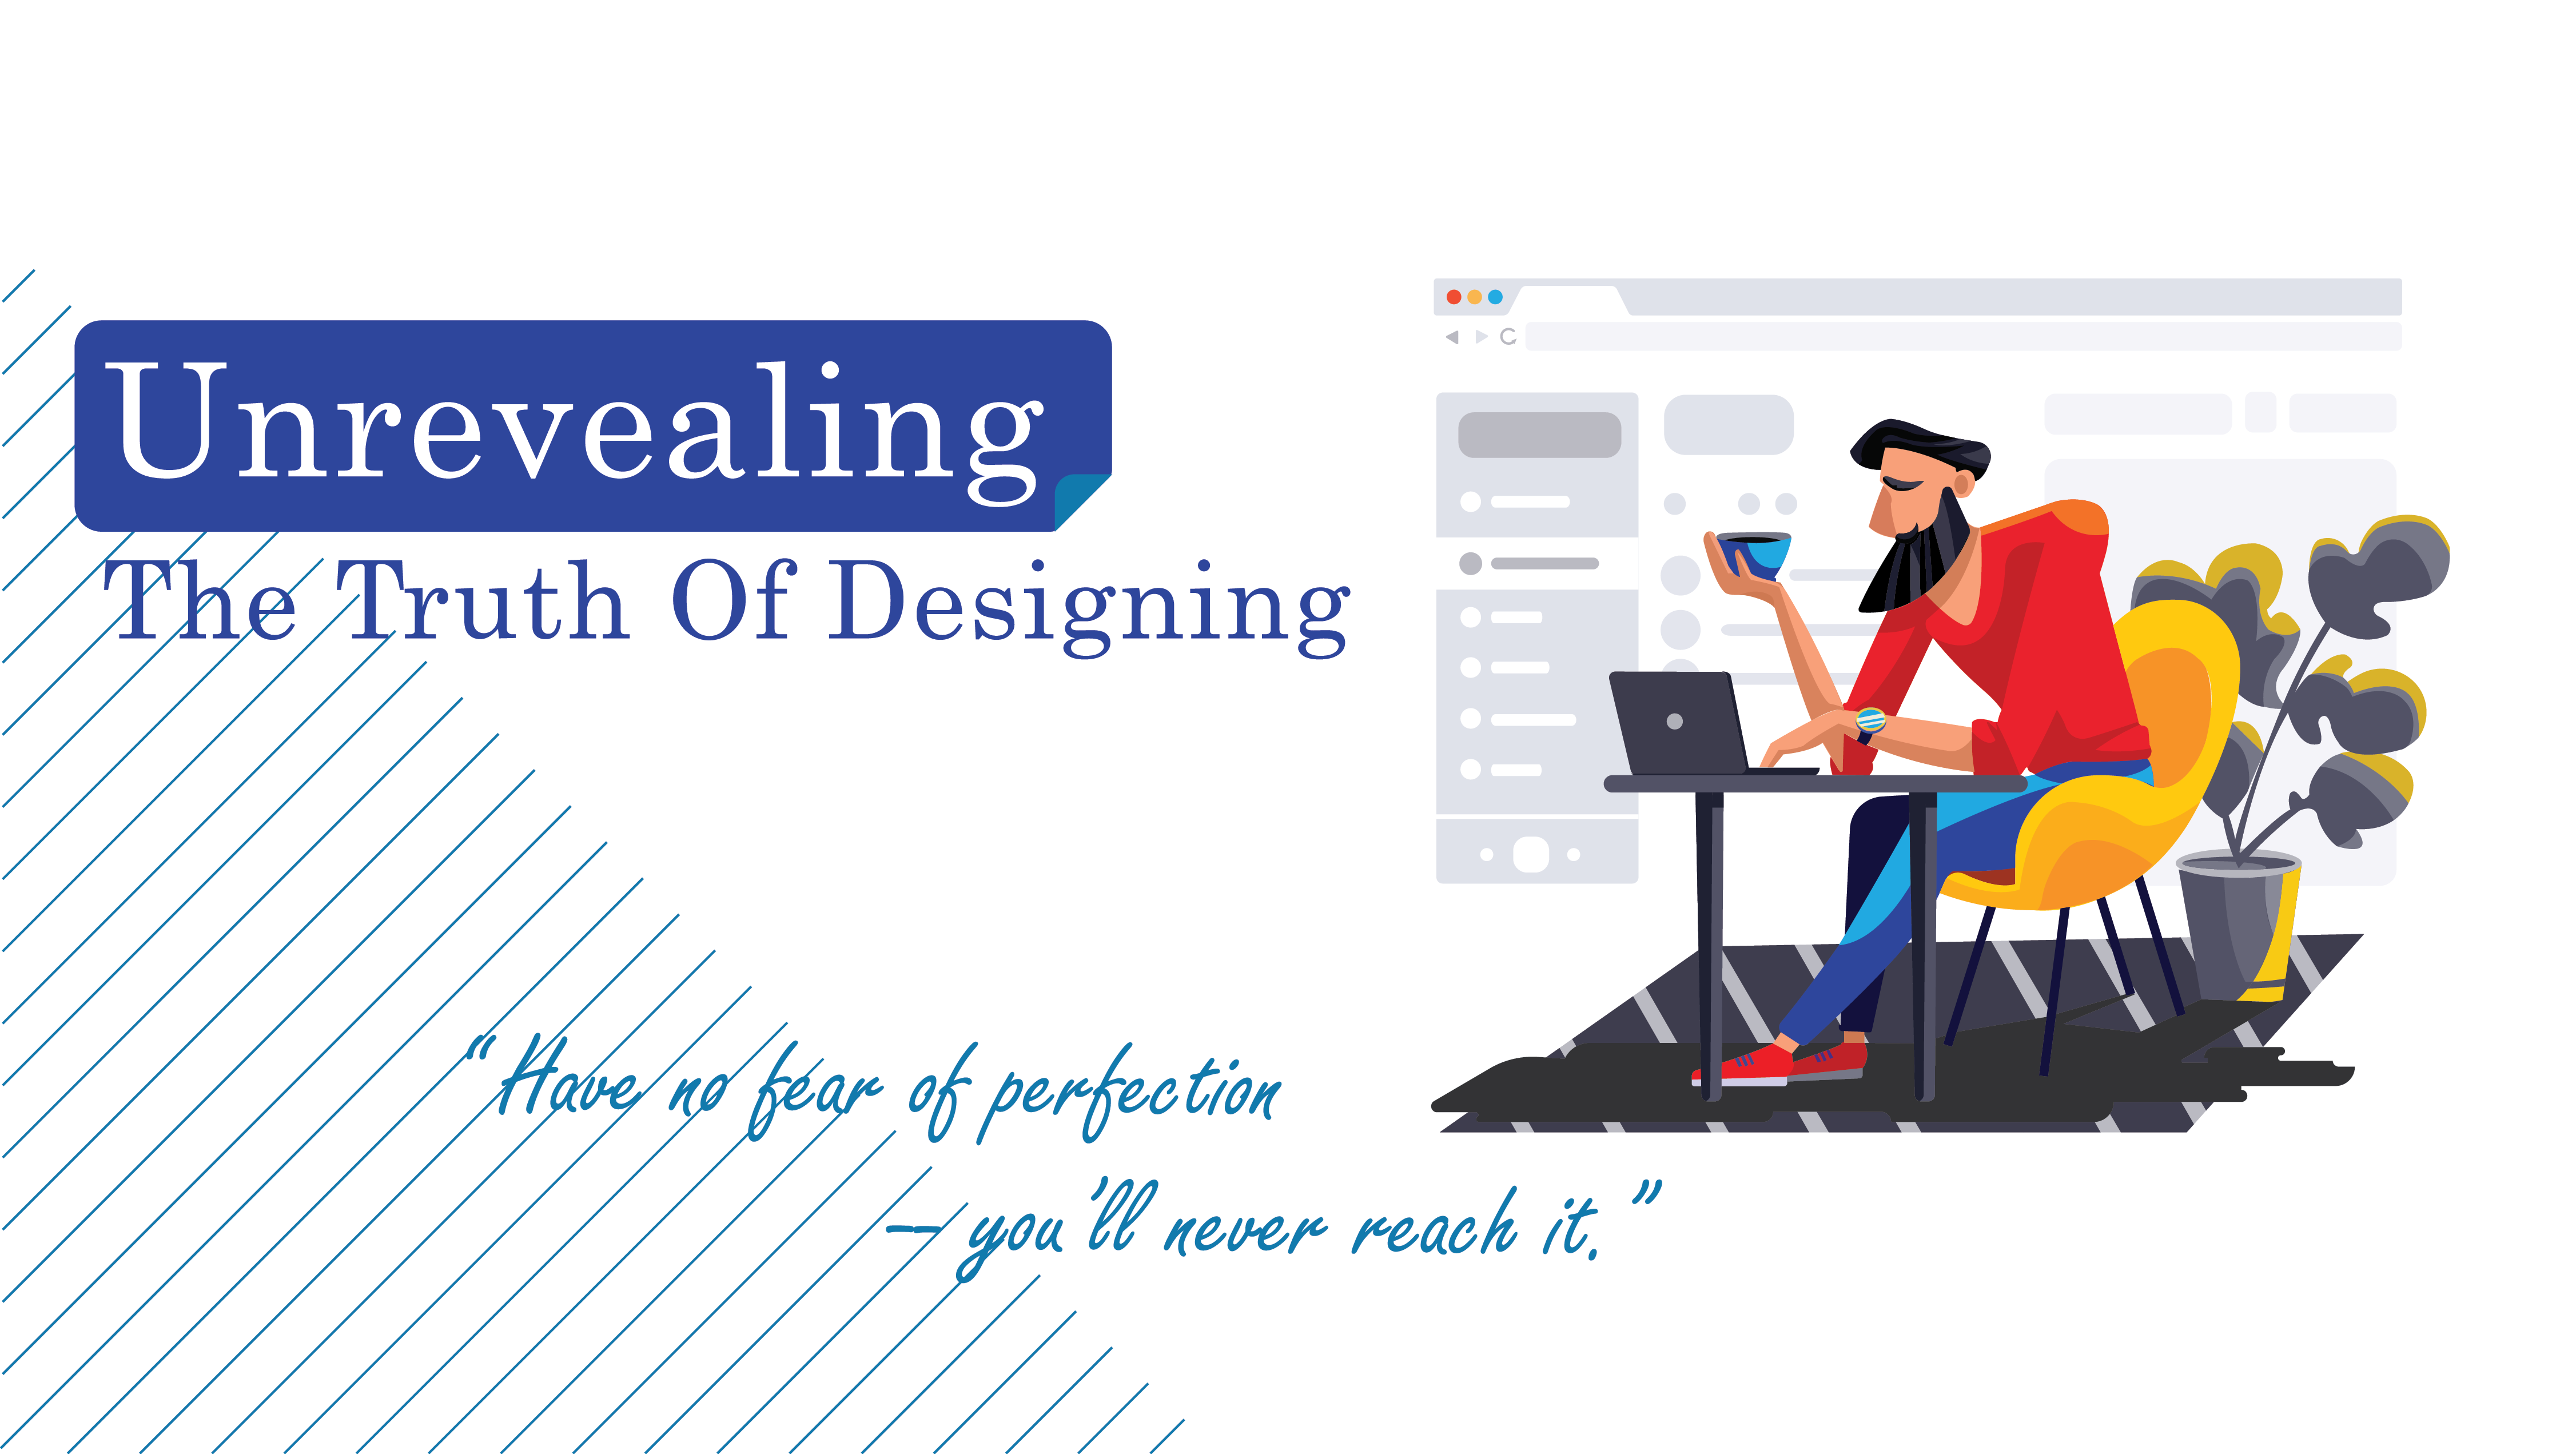 Unrevealing
The Truth Of Designing
“Have no fear of perfection
-- you’ll never reach it.”